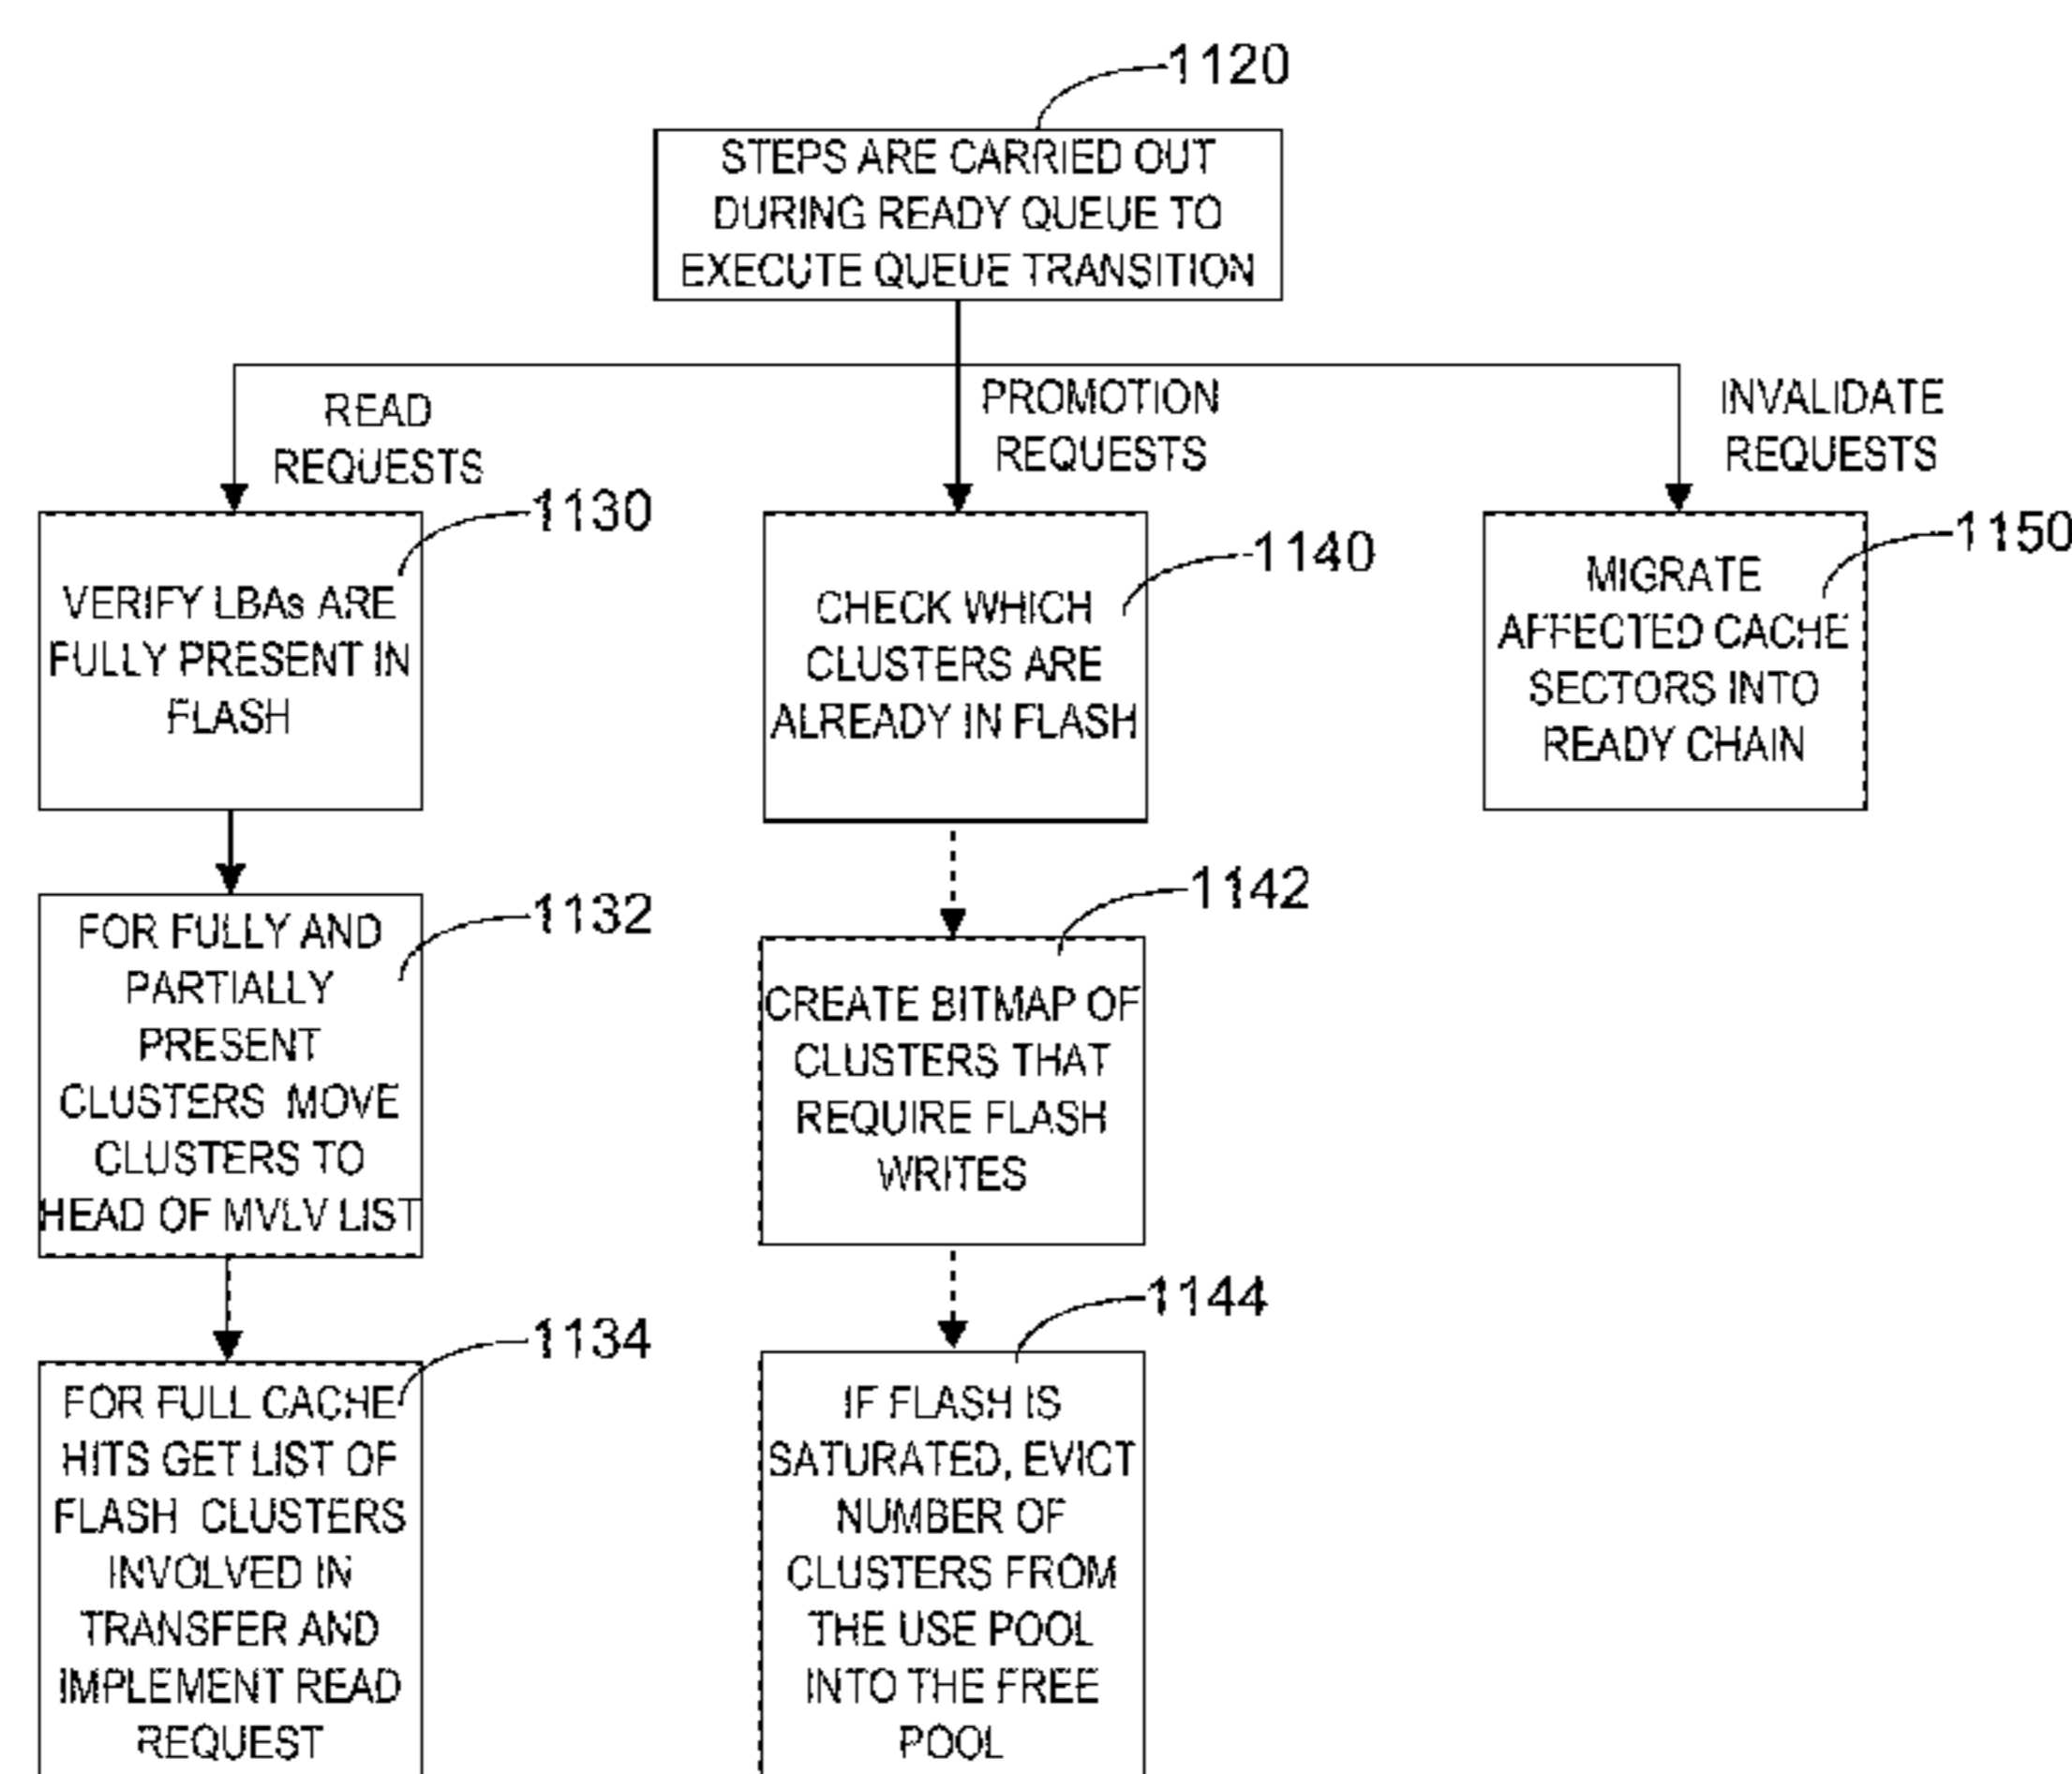 1120
STEPS ARE CARRIED OUT
DURING READY QUEUE TO
EXECUTE QUEUE TRANSITION
READ
REQUESTS
PROMOTION
REQUESTS
INVALIDATE
REQUESTS
1130
VERIFY LBAs ARE
FULLY PRESENT IN
FLASH
1140
CHECK WHICH
CLUSTERS ARE
ALREADY IN FLASH
1150
MIGRATE
AFFECTED CACHE
SECTORS INTO
READY CHAIN
1132
FOR FULLY AND
PARTIALLY
PRESENT
CLUSTERS MOVE
CLUSTERS TO
HEAD OF MVLV LIST
1142
CREATE BITMAP OF
CLUSTERS THAT
REQUIRE FLASH
WRITES
1134
FOR FULL CACHE
HITS GET LIST OF
FLASH CLUSTERS
INVOLVED IN
TRANSFER AND
IMPLEMENT READ
REQUEST
1144
IF FLASH IS
SATURATED, EVICT
NUMBER OF
CLUSTERS FROM
THE USE POOL
INTO THE FREE
POOL